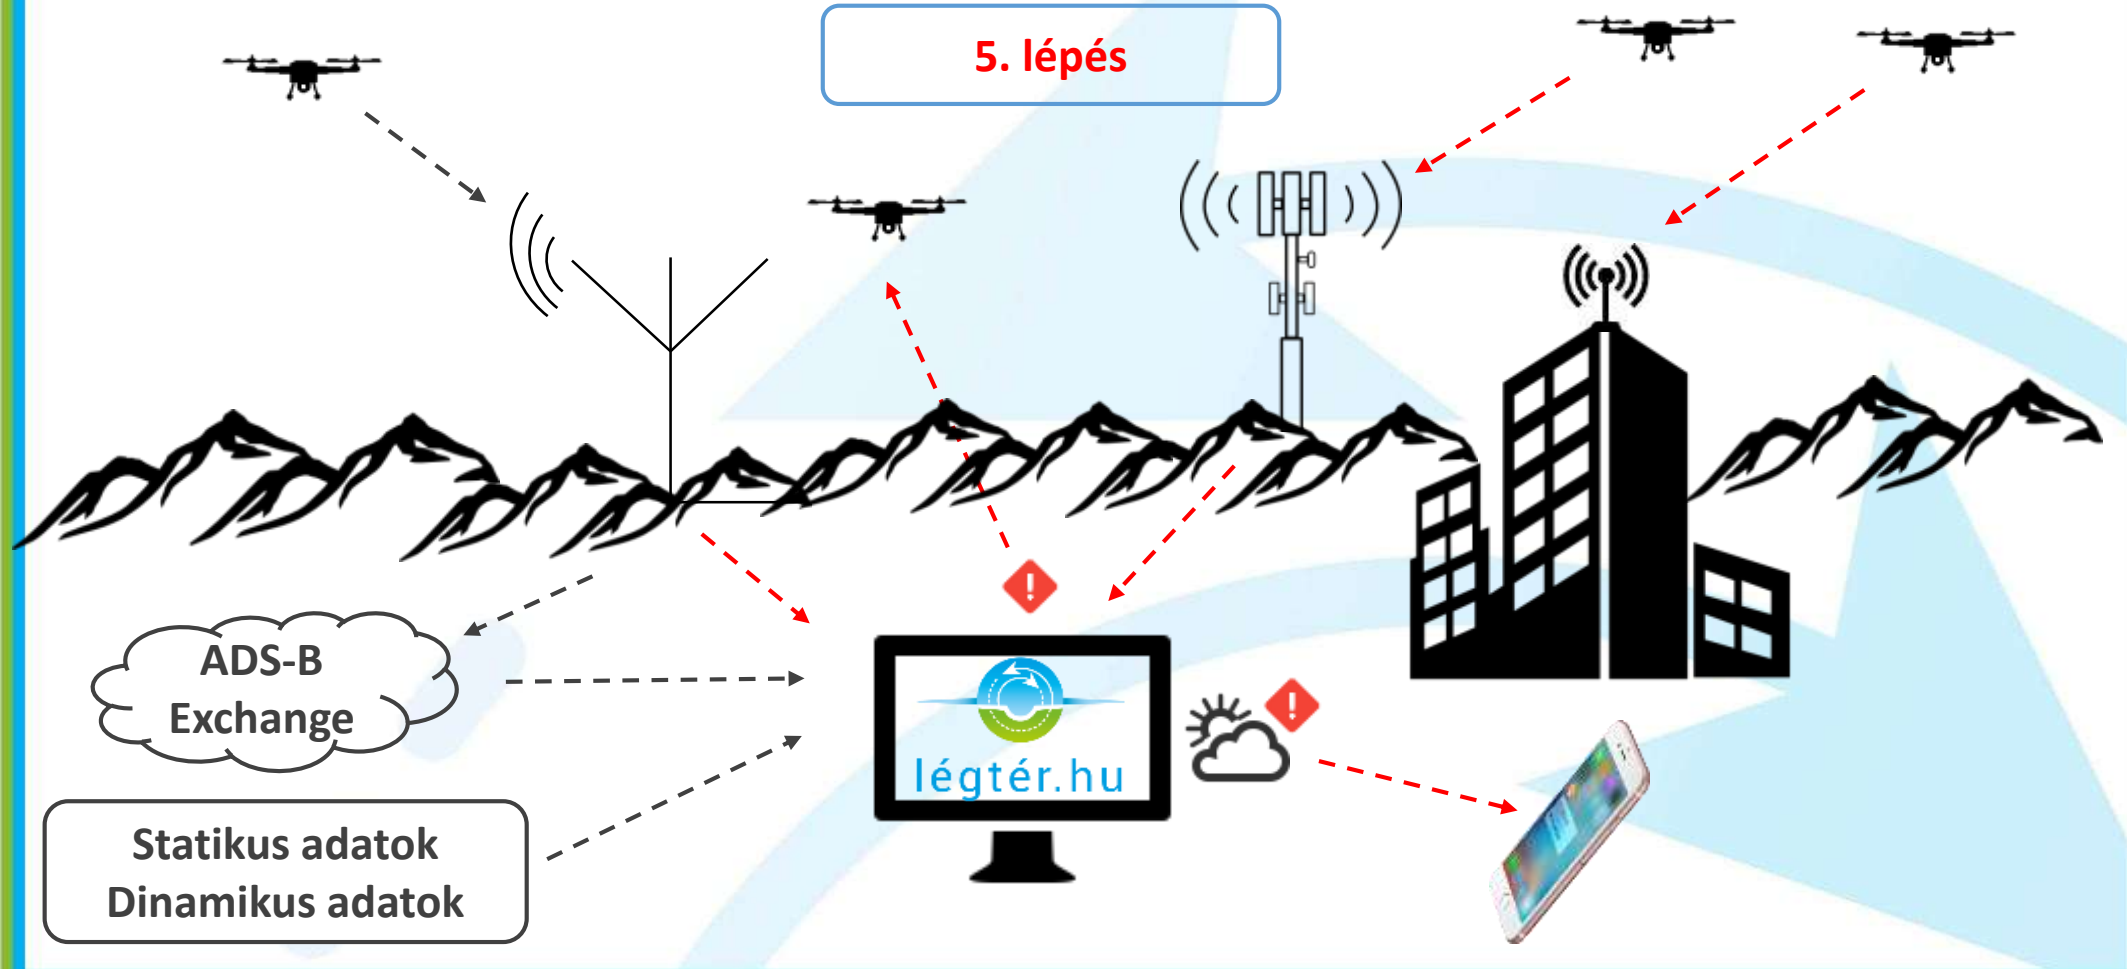 5. lépés
ADS-B
Exchange
légtér.hu
Statikus adatok
Dinamikus adatok